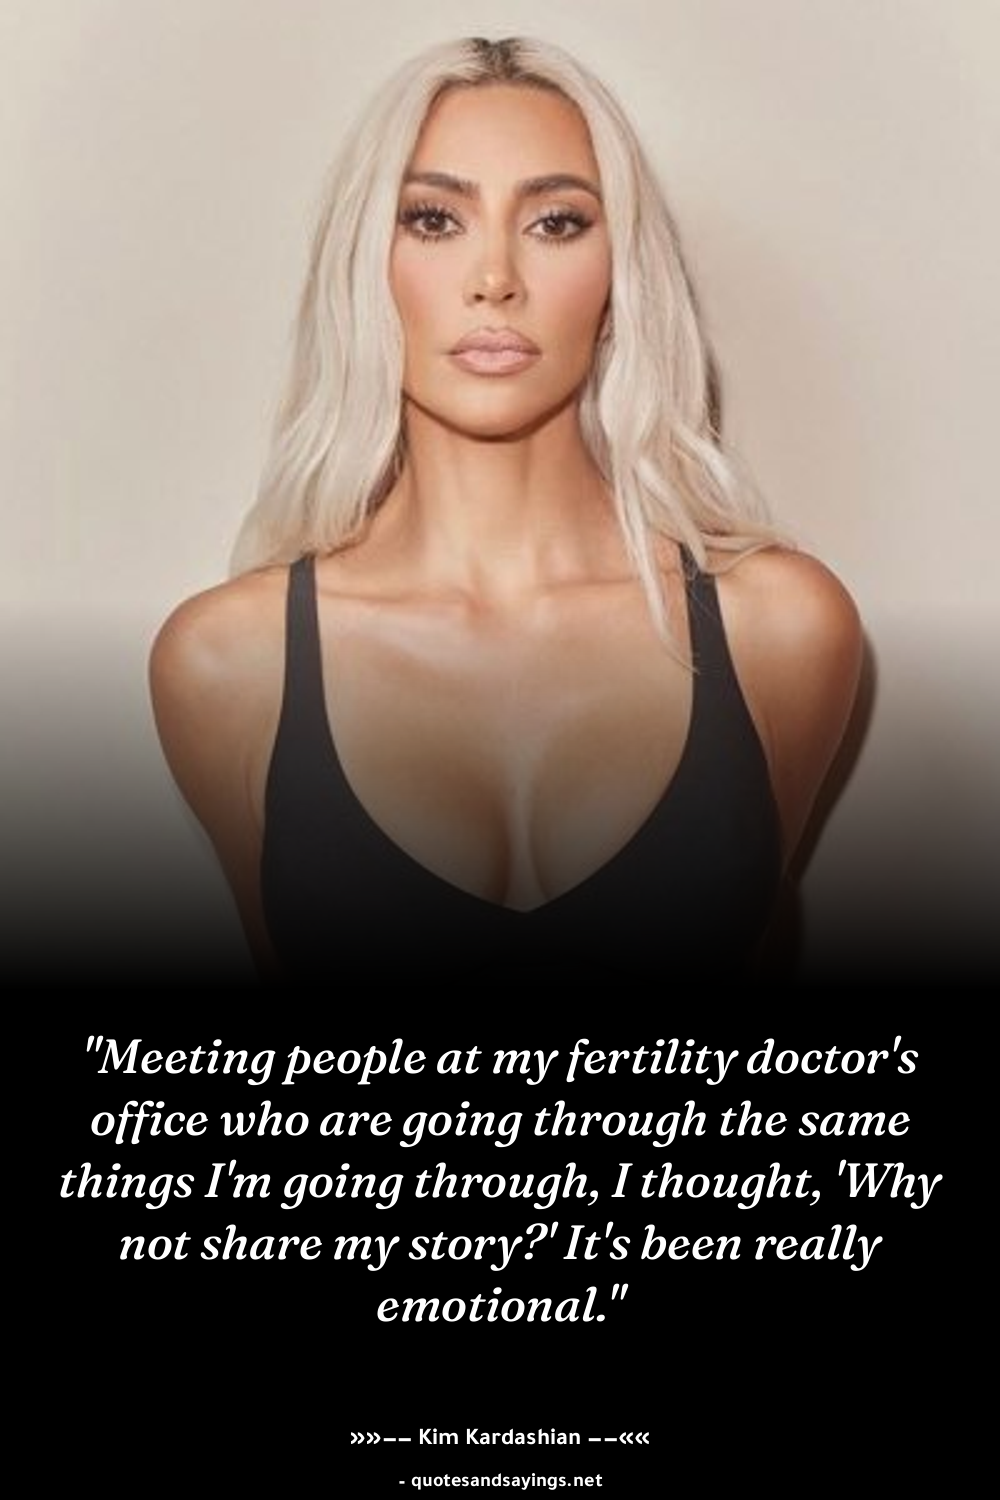 "Meeting people at my fertility doctor's
office who are going through the same
things I'm going through, I thought, 'Why
not share my story?' It's been really
emotional."
»»–– Kim Kardashian ––««
- quotesandsayings.net